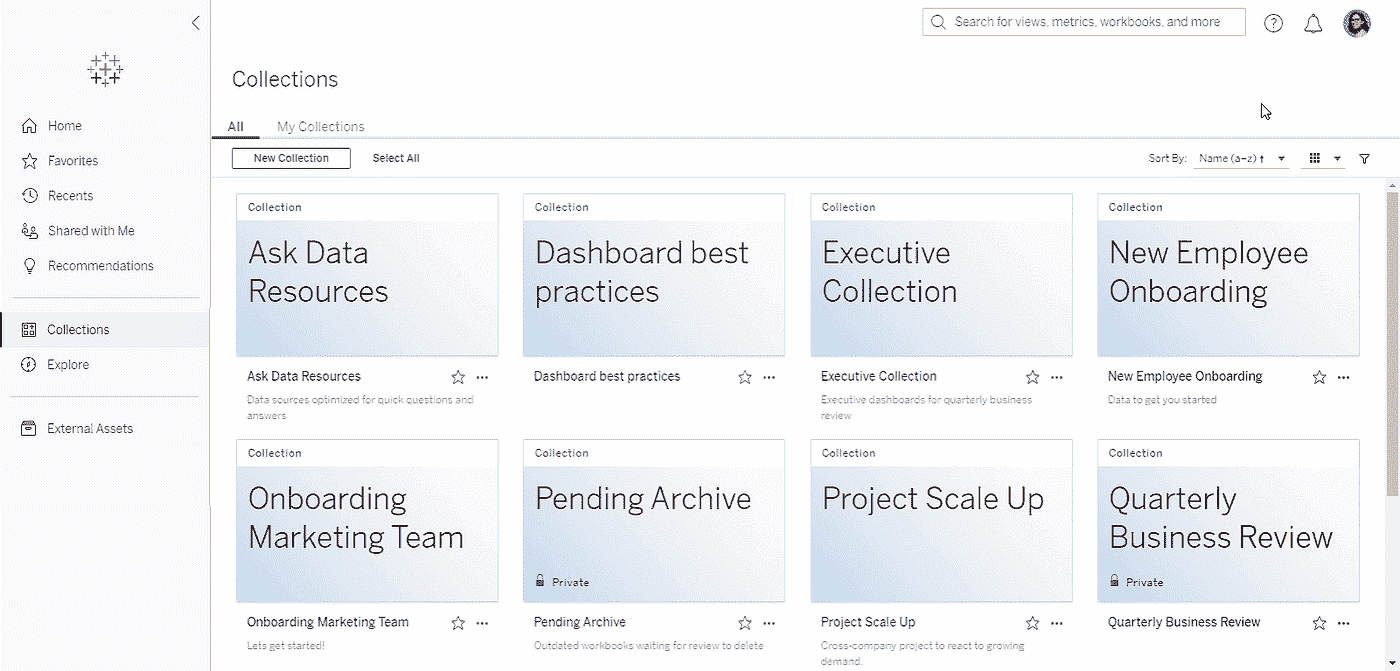 Search for views, metrics, workbooks, and more
Collections
Home
Favorites
Recents
Shared with Me
Recommendations
Collections
Explore
External Assets
All
My Collections
New Collection
Select All
Sort By:
Name (a–z) ↑
Collection
Ask Data
Resources
Ask Data Resources
Data sources optimized for quick questions and
answers
Collection
Dashboard best
practices
Dashboard best practices
Collection
Executive
Collection
Executive Collection
Executive dashboards for quarterly business
review
Collection
New Employee
Onboarding
New Employee Onboarding
Data to get you started
Collection
Onboarding
Marketing Team
Onboarding Marketing Team
Lets get started!
Collection
Pending Archive
Private
Pending Archive
Outdated workbooks waiting for review to delete
Collection
Project Scale Up
Project Scale Up
Cross-company project to react to growing
demand.
Collection
Quarterly
Business Review
Private
Quarterly Business Review